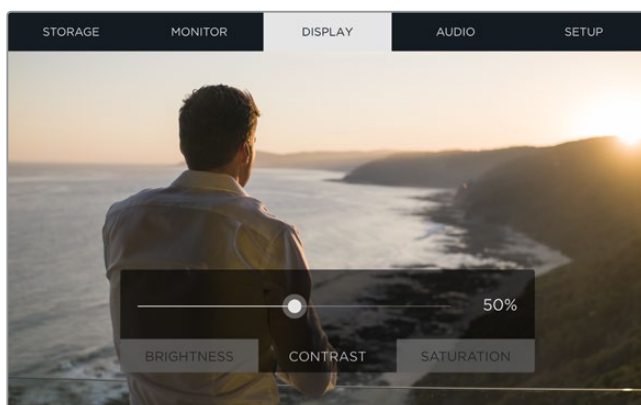 STORAGE MONITOR DISPLAY AUDIO SETUP
50%
BRIGHTNESS CONTRAST SATURATION